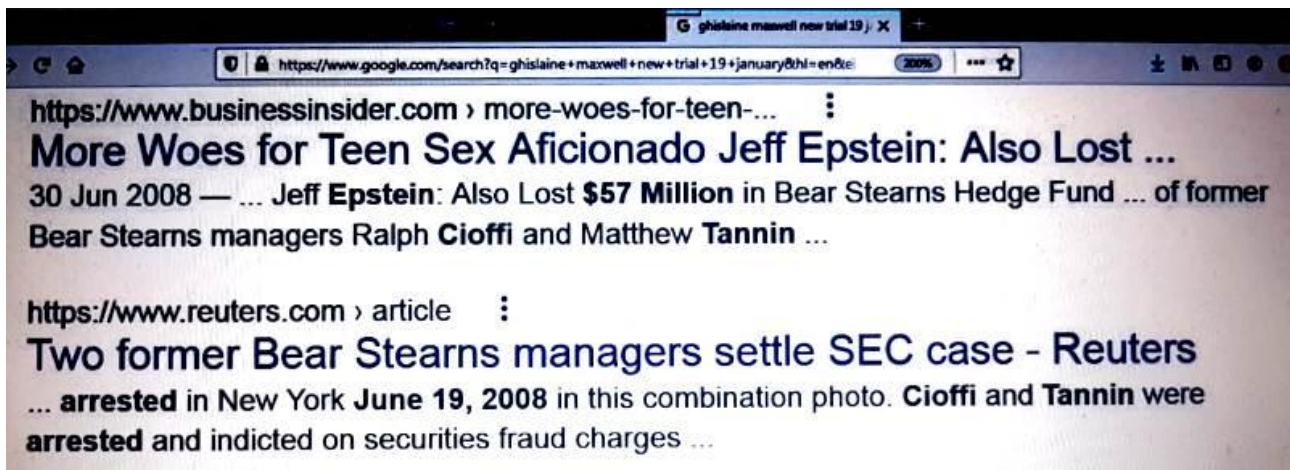 ghislaine maxwell new trial 19 j
https://www.google.com/search?q=ghislaine+maxwell+new+trial+19+january&hl=en&ei
200%
https://www.businessinsider.com › more-woes-for-teen-...
More Woes for Teen Sex Aficionado Jeff Epstein: Also Lost ...
30 Jun 2008 — ... Jeff Epstein: Also Lost $57 Million in Bear Stearns Hedge Fund ... of former
Bear Stearns managers Ralph Cioffi and Matthew Tannin ...
https://www.reuters.com › article
Two former Bear Stearns managers settle SEC case - Reuters
... arrested in New York June 19, 2008 in this combination photo. Cioffi and Tannin were
arrested and indicted on securities fraud charges ...